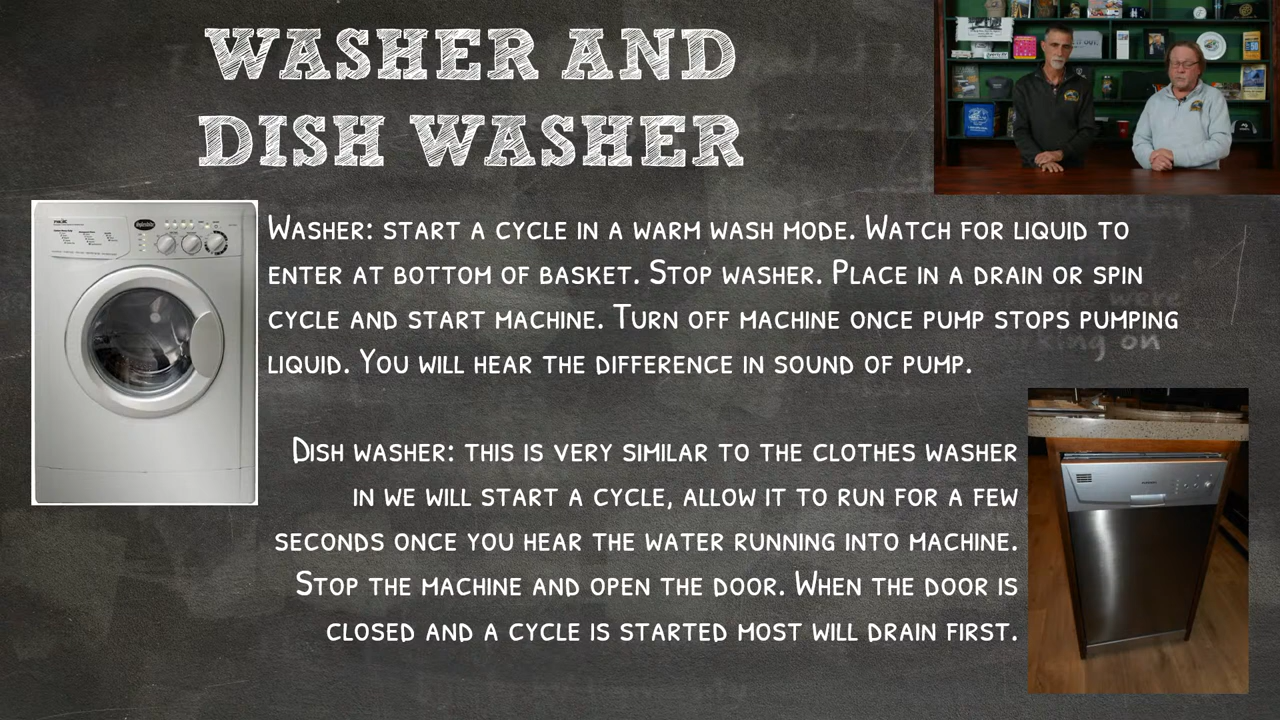 WASHER AND
DISH WASHER
Washer: start a cycle in a warm wash mode. Watch for liquid to
enter at bottom of basket. Stop washer. Place in a drain or spin
cycle and start machine. Turn off machine once pump stops pumping
liquid. You will hear the difference in sound of pump.
Dish washer: this is very similar to the clothes washer
in we will start a cycle, allow it to run for a few
seconds once you hear the water running into machine.
Stop the machine and open the door. When the door is
closed and a cycle is started most will drain first.